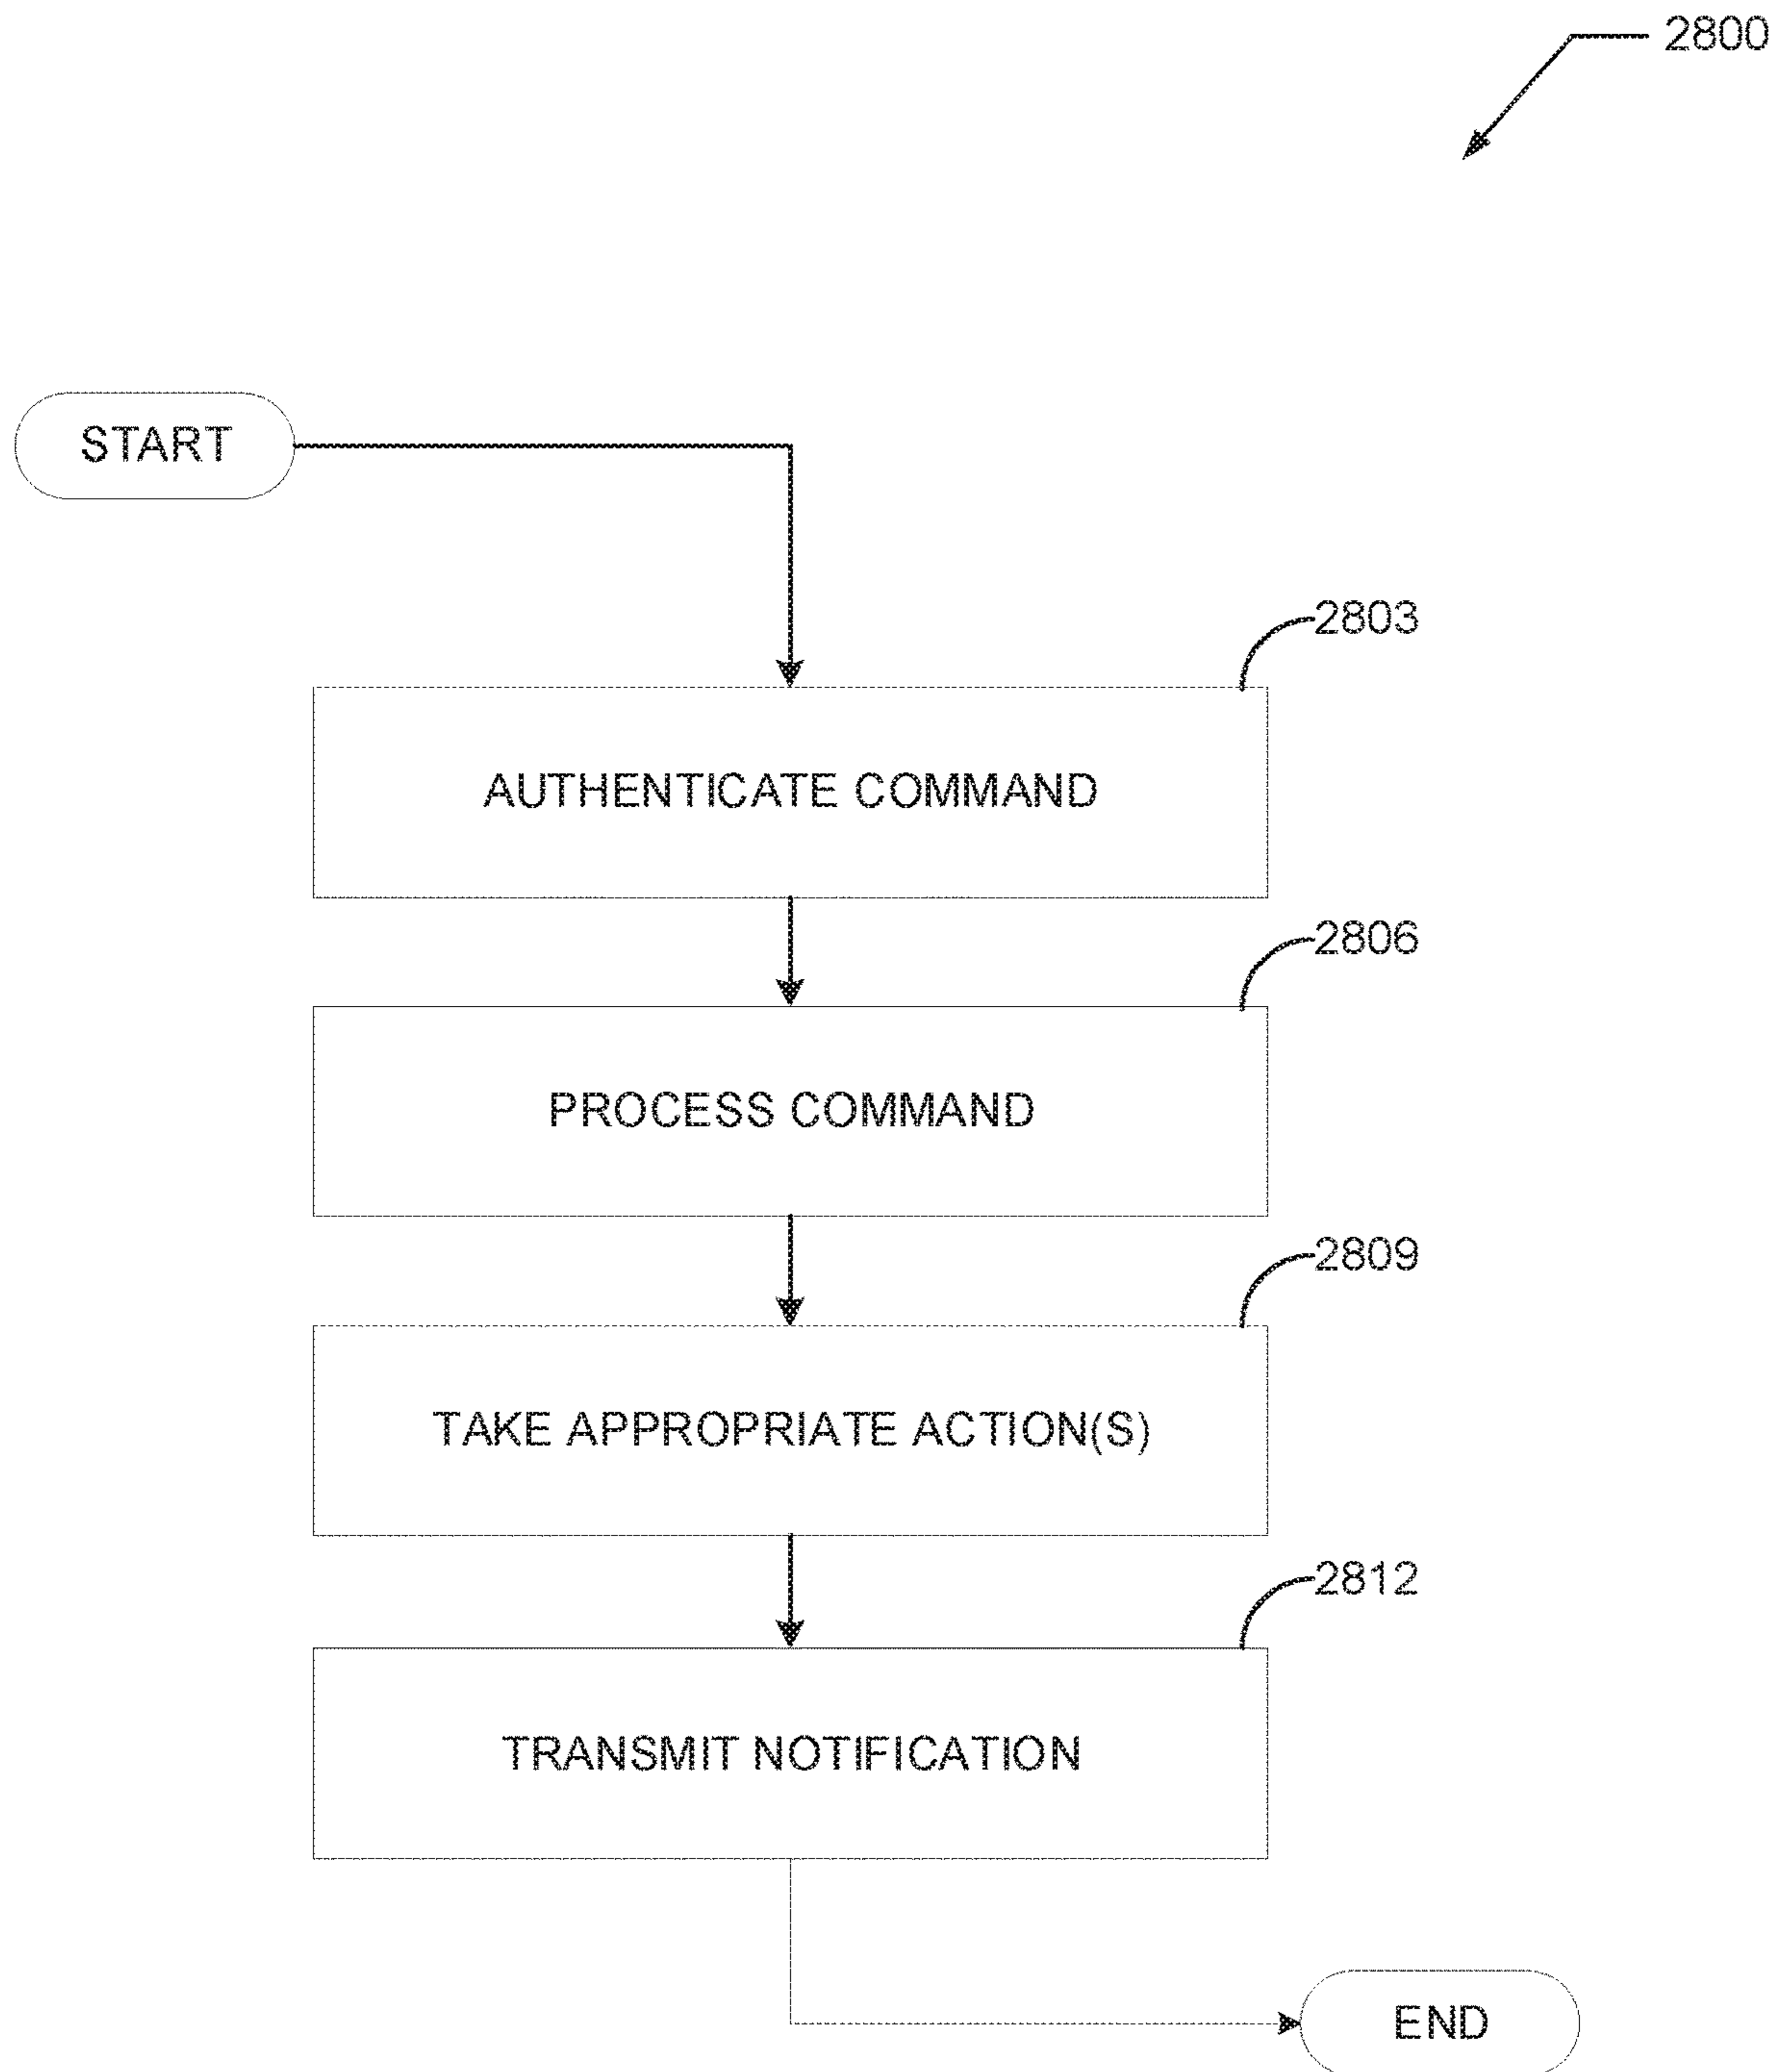 2800
START
2803
AUTHENTICATE COMMAND
2806
PROCESS COMMAND
2809
TAKE APPROPRIATE ACTION(S)
2812
TRANSMIT NOTIFICATION
END